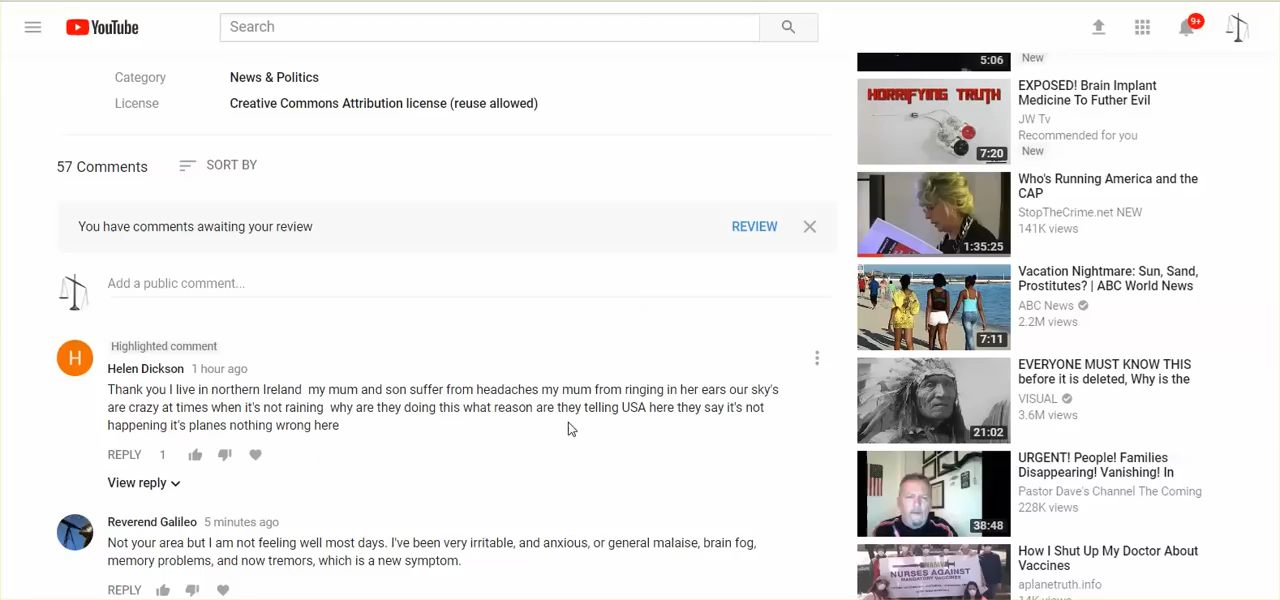 YouTube
Search
9+
Category News & Politics
License Creative Commons Attribution license (reuse allowed)
57 Comments SORT BY
You have comments awaiting your review REVIEW
Add a public comment...
Highlighted comment
H
Helen Dickson 1 hour ago
Thank you I live in northern Ireland my mum and son suffer from headaches my mum from ringing in her ears our sky's
are crazy at times when it's not raining why are they doing this what reason are they telling USA here they say it's not
happening it's planes nothing wrong here
REPLY 1
View reply
Reverend Galileo 5 minutes ago
Not your area but I am not feeling well most days. I've been very irritable, and anxious, or general malaise, brain fog,
memory problems, and now tremors, which is a new symptom.
REPLY
5:06
New
HORRIFYING TRUTH
7:20
EXPOSED! Brain Implant
Medicine To Futher Evil
JW Tv
Recommended for you
New
1:35:25
Who's Running America and the
CAP
StopTheCrime.net NEW
141K views
7:11
Vacation Nightmare: Sun, Sand,
Prostitutes? | ABC World News
ABC News
2.2M views
21:02
EVERYONE MUST KNOW THIS
before it is deleted, Why is the
VISUAL
3.6M views
38:48
URGENT! People! Families
Disappearing! Vanishing! In
Pastor Dave's Channel The Coming
228K views
NURSES AGAINST
MANDATORY VACCINES
How I Shut Up My Doctor About
Vaccines
aplanetruth.info
14K views